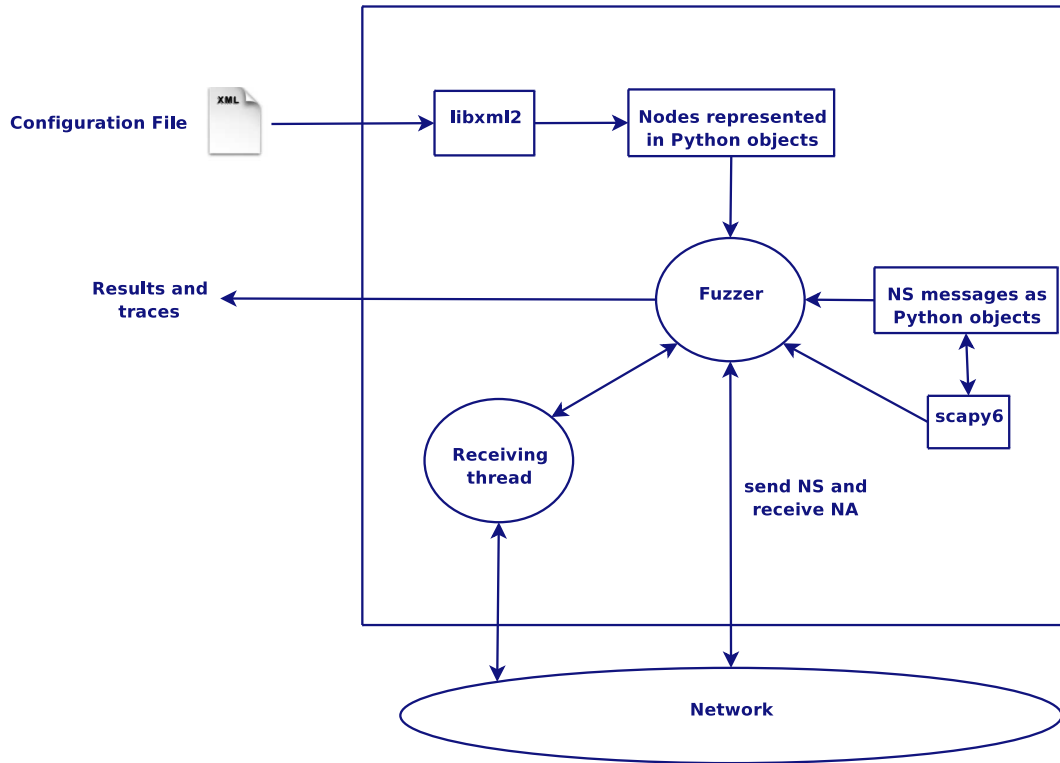 XML
Configuration File
libxml2
Nodes represented
in Python objects
Results and
traces
Fuzzer
NS messages as
Python objects
scapy6
Receiving
thread
send NS and
receive NA
Network